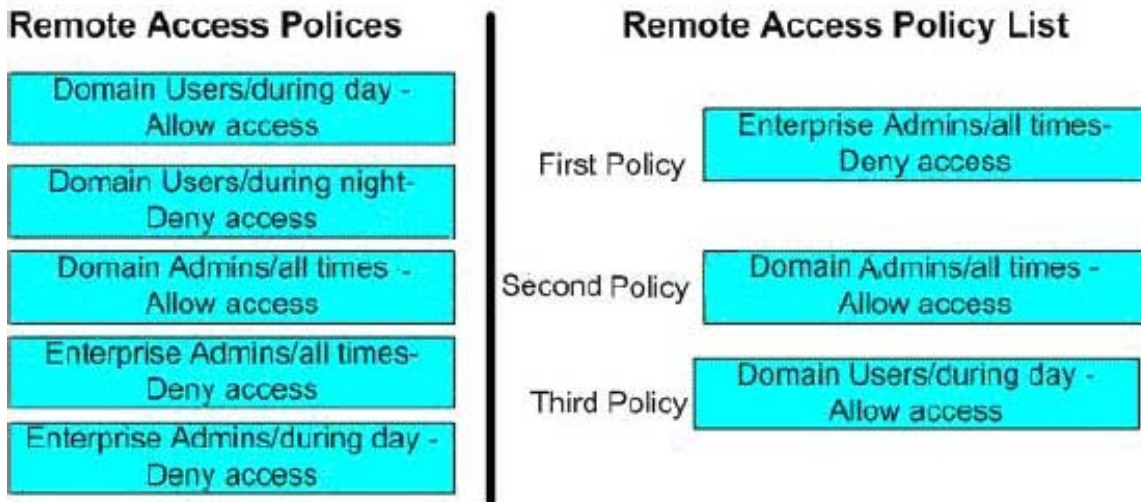 Remote Access Polices
Domain Users/during day -
Allow access
Domain Users/during night-
Deny access
Domain Admins/all times -
Allow access
Enterprise Admins/all times-
Deny access
Enterprise Admins/during day -
Deny access
Remote Access Policy List
First Policy
Enterprise Admins/all times-
Deny access
Second Policy
Domain Admins/all times -
Allow access
Third Policy
Domain Users/during day -
Allow access